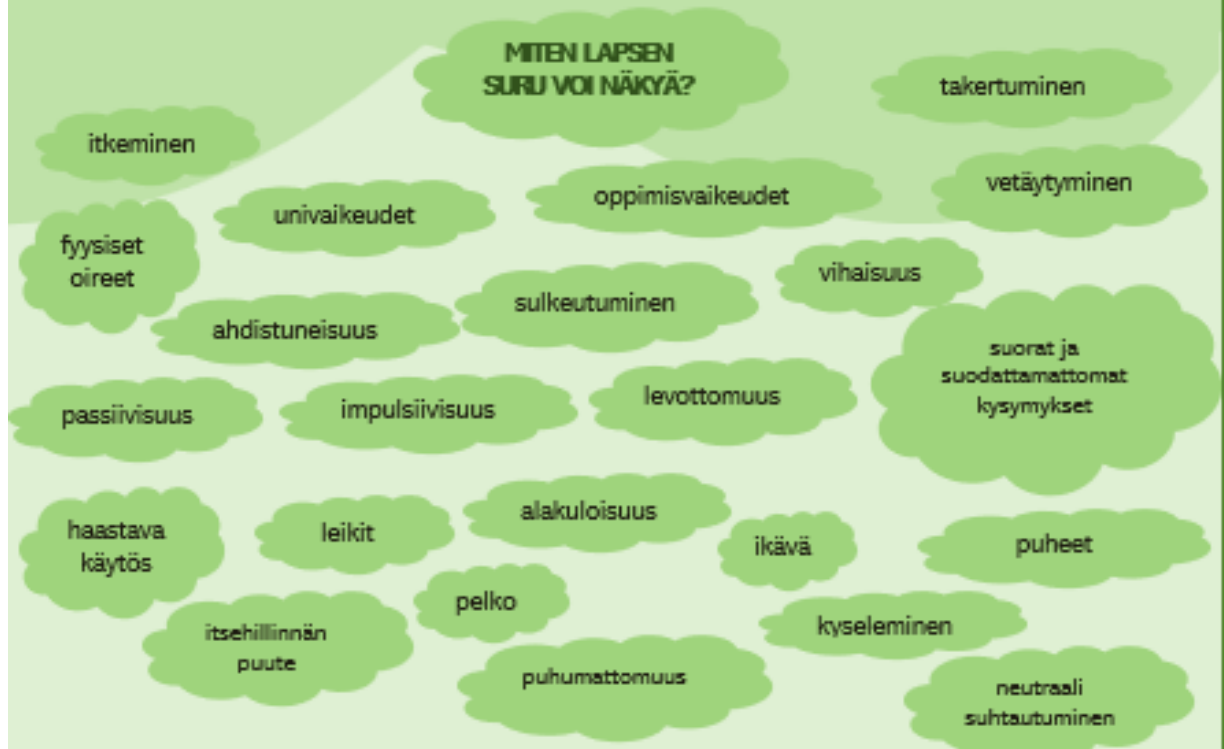 MITEN LAPSEN
SURU VOI NÄKYÄ?
takertuminen
itkeminen
vetäytyminen
oppimisvaikeudet
univaikeudet
fyysiset
oireet
vihaisuus
sulkeutuminen
ahdistuneisuus
suorat ja
suodattamattomat
kysymykset
levottomuus
impulsiivisuus
passiivisuus
alakuloisuus
haastava
käytös
leikit
ikävä
puheet
pelko
kyseleminen
itsehillinnän
puute
puhumattomuus
neutraali
suhtautuminen